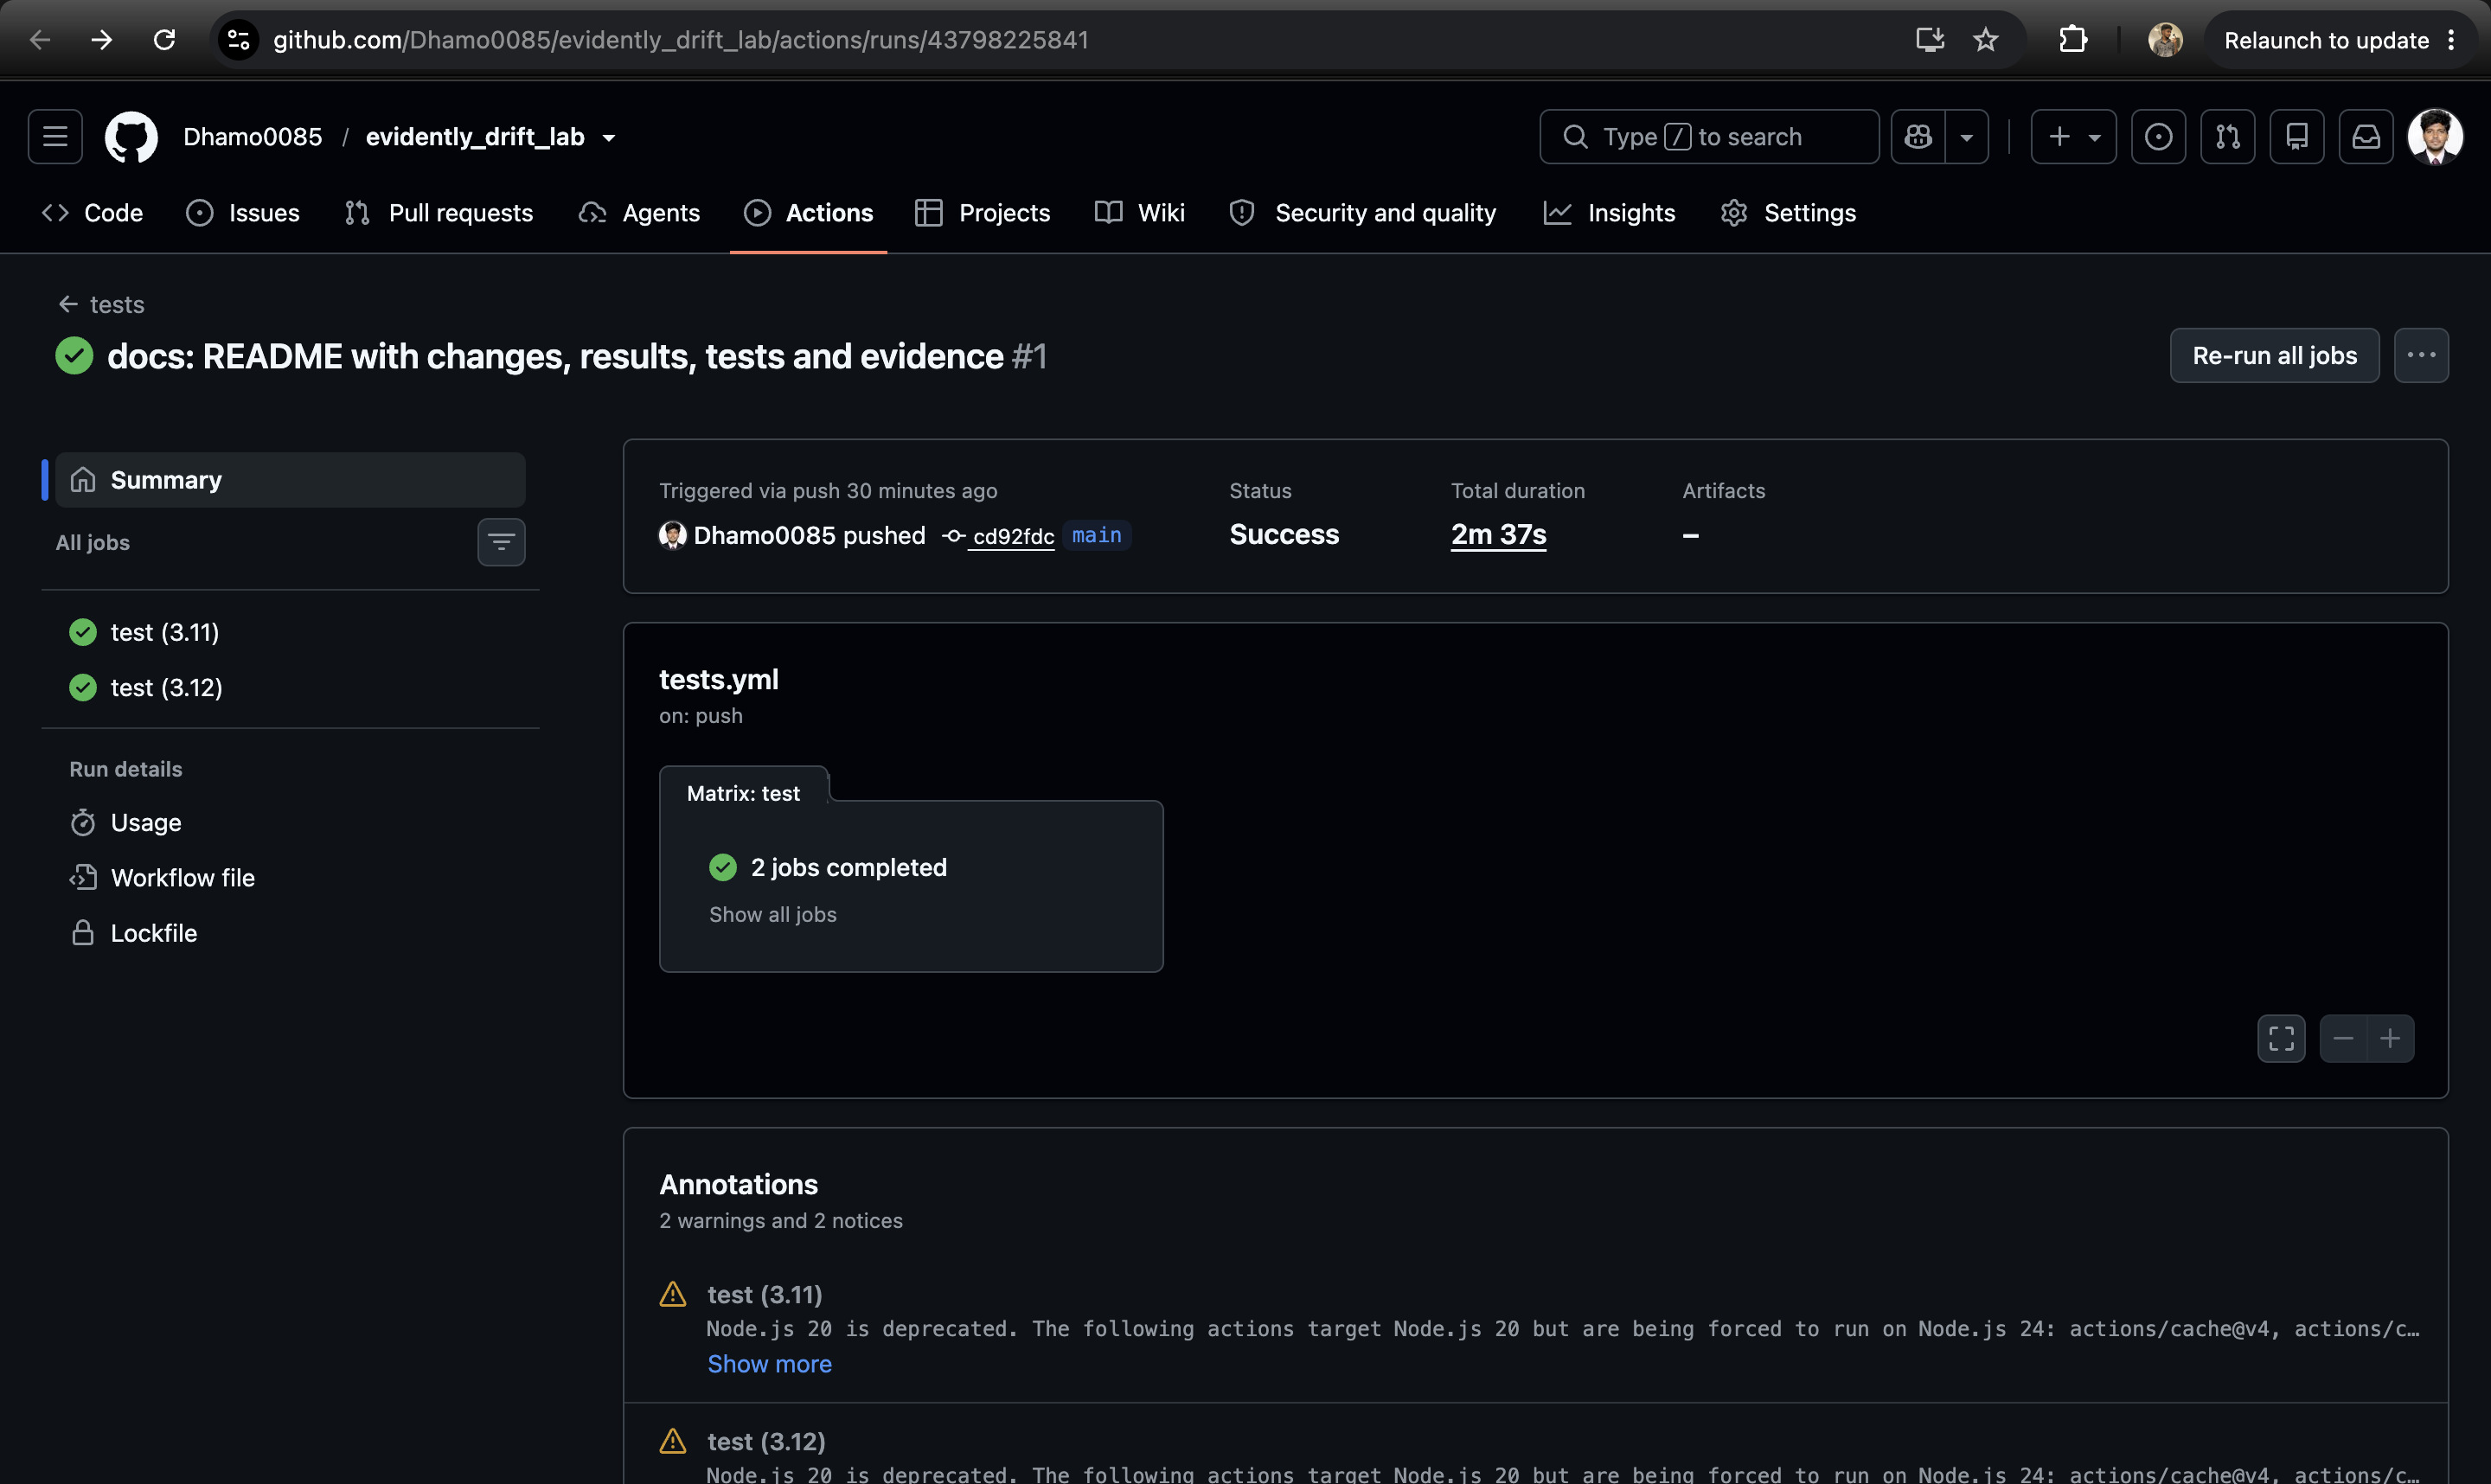 github.com/Dhamo0085/evidently_drift_lab/actions/runs/43798225841
Relaunch to update
Dhamo0085 / evidently_drift_lab
Type / to search
Code
Issues
Pull requests
Agents
Actions
Projects
Wiki
Security and quality
Insights
Settings
tests
docs: README with changes, results, tests and evidence #1
Re-run all jobs
Summary
All jobs
test (3.11)
test (3.12)
Run details
Usage
Workflow file
Lockfile
Triggered via push 30 minutes ago
Dhamo0085 pushed cd92fdc main
Status
Success
Total duration
2m 37s
Artifacts
–
tests.yml
on: push
Matrix: test
2 jobs completed
Show all jobs
Annotations
2 warnings and 2 notices
test (3.11)
Node.js 20 is deprecated. The following actions target Node.js 20 but are being forced to run on Node.js 24: actions/cache@v4, actions/c…
Show more
test (3.12)
Node.js 20 is deprecated. The following actions target Node.js 20 but are being forced to run on Node.js 24: actions/cache@v4, actions/c…